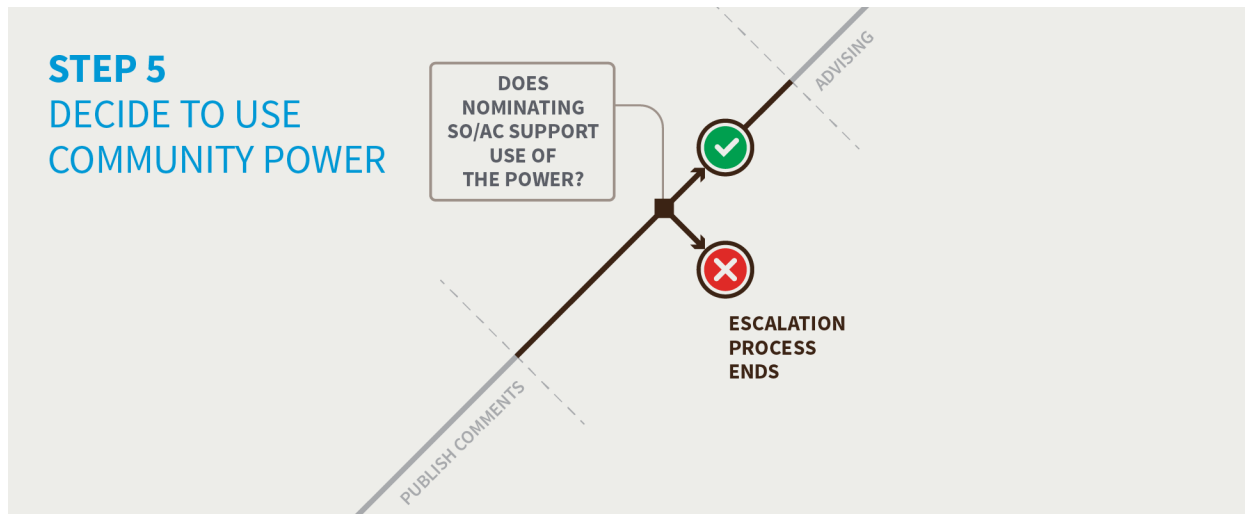 STEP 5
DECIDE TO USE
COMMUNITY POWER
DOES
NOMINATING
SO/AC SUPPORT
USE OF
THE POWER?
ADVISING
ESCALATION
PROCESS
ENDS
PUBLISH COMMENTS